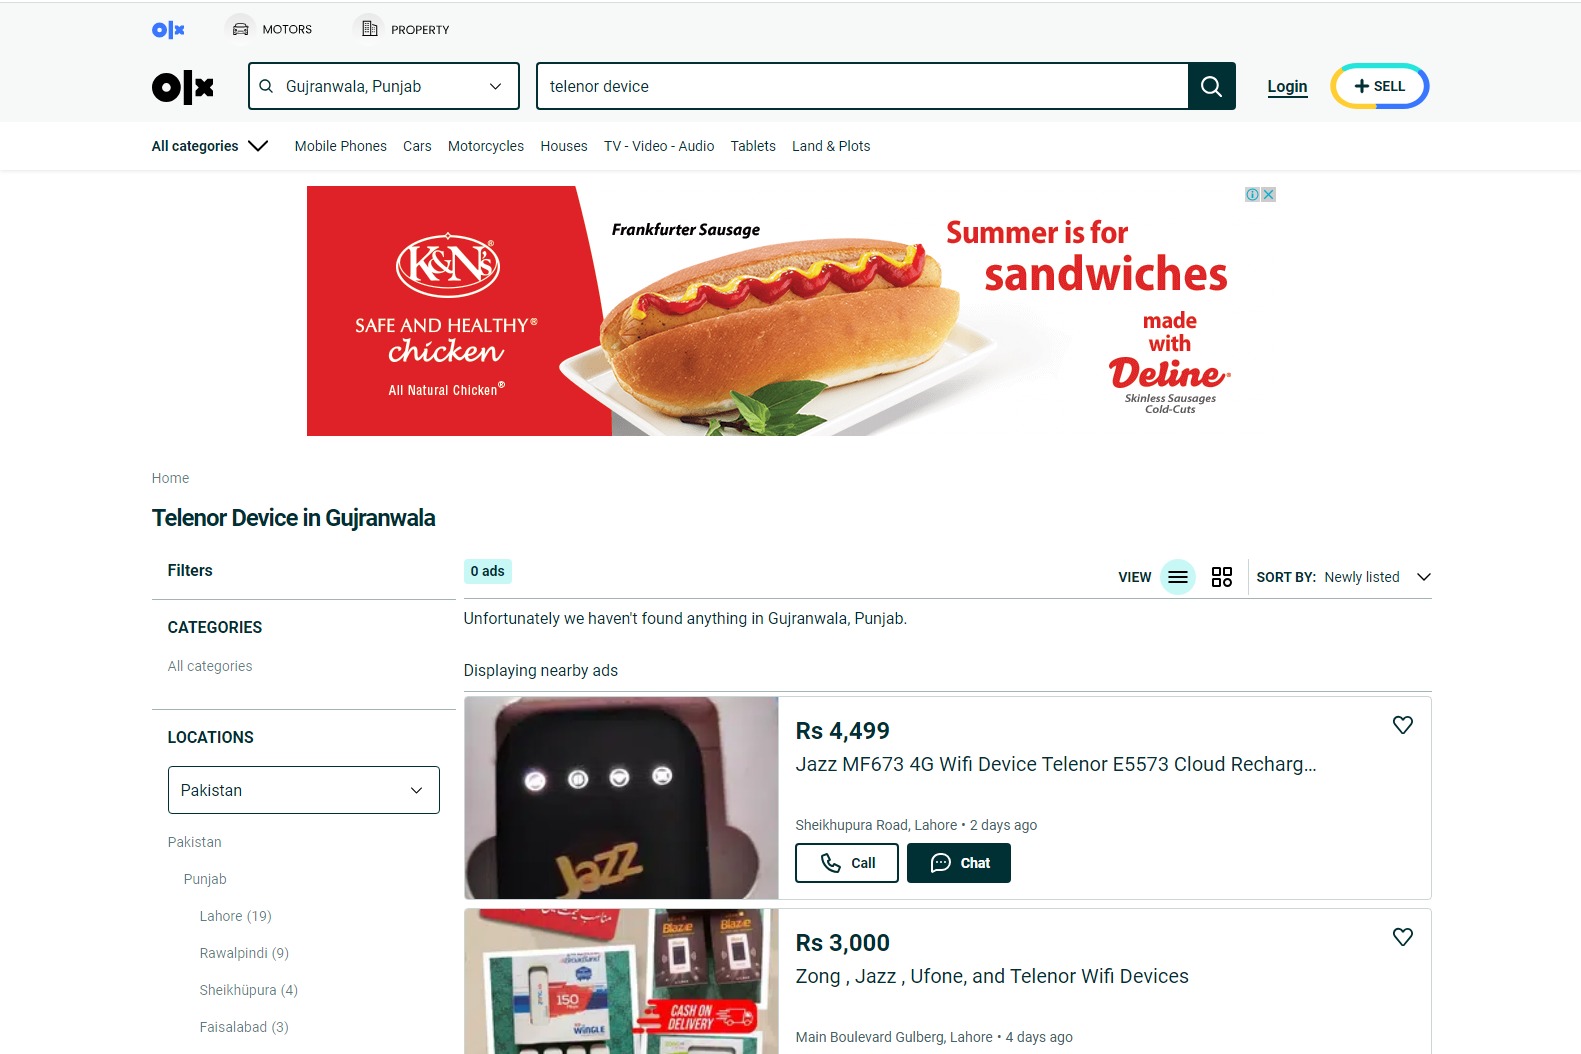 olx MOTORS PROPERTY
olx Gujranwala, Punjab telenor device Login + SELL
All categories Mobile Phones Cars Motorcycles Houses TV - Video - Audio Tablets Land & Plots
K&N's®
SAFE AND HEALTHY®
chicken
All Natural Chicken®
Frankfurter Sausage
Summer is for
sandwiches
made
with
Deline®
Skinless Sausages
Cold-Cuts
Home
Telenor Device in Gujranwala
Filters
CATEGORIES
All categories
LOCATIONS
Pakistan
Pakistan
Punjab
Lahore (19)
Rawalpindi (9)
Sheikhüpura (4)
Faisalabad (3)
0 ads VIEW SORT BY: Newly listed
Unfortunately we haven't found anything in Gujranwala, Punjab.
Displaying nearby ads
Jazz
Rs 4,499
Jazz MF673 4G Wifi Device Telenor E5573 Cloud Recharg...
Sheikhupura Road, Lahore • 2 days ago
Call Chat
Blaze Blaze
150
WINGLE
CASH ON
DELIVERY
Rs 3,000
Zong , Jazz , Ufone, and Telenor Wifi Devices
Main Boulevard Gulberg, Lahore • 4 days ago